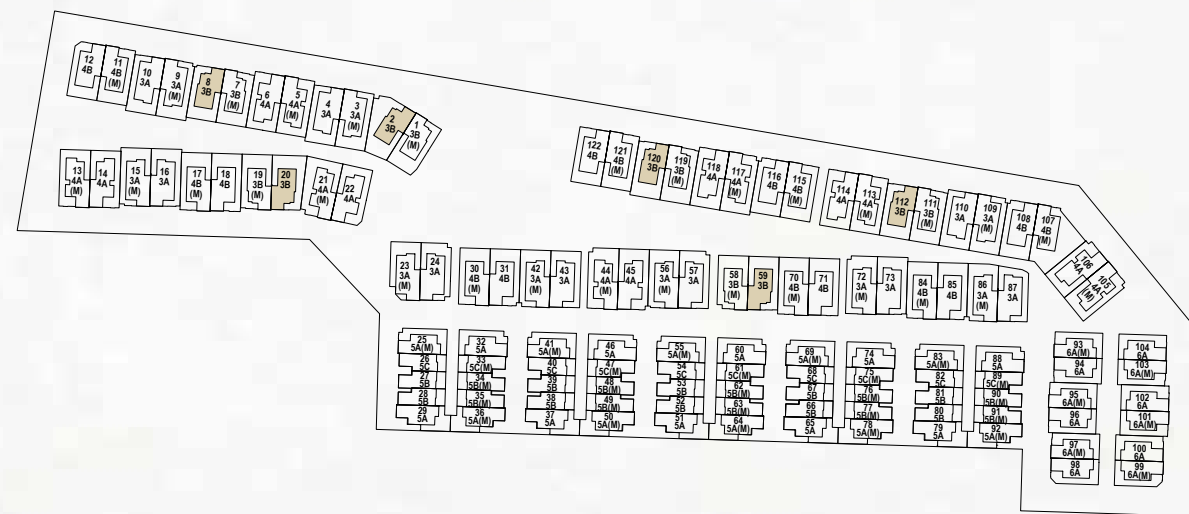 12
4B
11
4B
(M)
10
3A
9
3A
(M)
8
3B
7
3B
(M)
6
4A
5
4A
(M)
4
3A
3
3A
(M)
2
3B
1
3B
(M)
13
4A
(M)
14
4A
15
3A
(M)
16
3A
17
4B
(M)
18
4B
19
3B
(M)
20
3B
21
4A
(M)
22
4A
122
4B
121
4B
(M)
120
3B
119
3B
(M)
118
4A
117
4A
(M)
116
4B
115
4B
(M)
114
4A
113
4A
(M)
112
3B
111
3B
(M)
110
3A
109
3A
(M)
108
4B
107
4B
(M)
106
4A
105
4A
(M)
23
3A
(M)
24
3A
30
4B
(M)
31
4B
42
3A
(M)
43
3A
44
4A
(M)
45
4A
56
3A
(M)
57
3A
58
3B
(M)
59
3B
70
4B
(M)
71
4B
72
3A
(M)
73
3A
84
4B
(M)
85
4B
86
3A
(M)
87
3A
25
5A(M)
26
5C
27
5B
28
5B
29
5A
32
5A
33
5C(M)
34
5B(M)
35
5B(M)
36
5A(M)
41
5A(M)
40
5C
39
5B
38
5B
37
5A
46
5A
47
5C(M)
48
5B(M)
49
5B(M)
50
5A(M)
55
5A(M)
54
5C
53
5B
52
5B
51
5A
60
5A
61
5C(M)
62
5B(M)
63
5B(M)
64
5A(M)
69
5A(M)
68
5C
67
5B
66
5B
65
5A
74
5A
75
5C(M)
76
5B(M)
77
5B(M)
78
5A(M)
83
5A(M)
82
5C
81
5B
80
5B
79
5A
88
5A
89
5C(M)
90
5B(M)
91
5B(M)
92
5A(M)
93
6A(M)
94
6A
95
6A(M)
96
6A
97
6A(M)
98
6A
104
6A
103
6A(M)
102
6A
101
6A(M)
100
6A
99
6A(M)